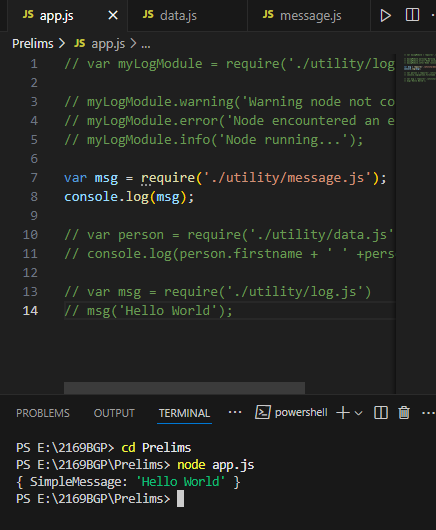 JS app.js JS data.js JS message.js
Prelims > JS app.js > ...
1 // var myLogModule = require('./utility/log
2
3 // myLogModule.warning('Warning node not co
4 // myLogModule.error('Node encountered an e
5 // myLogModule.info('Node running...');
6
7 var msg = require('./utility/message.js');
8 console.log(msg);
9
10 // var person = require('./utility/data.js'
11 // console.log(person.firstname + ' ' +pers
12
13 // var msg = require('./utility/log.js')
14 // msg('Hello World');
PROBLEMS OUTPUT TERMINAL ... powershell
PS E:\2169BGP> cd Prelims
PS E:\2169BGP\Prelims> node app.js
{ SimpleMessage: 'Hello World' }
PS E:\2169BGP\Prelims>